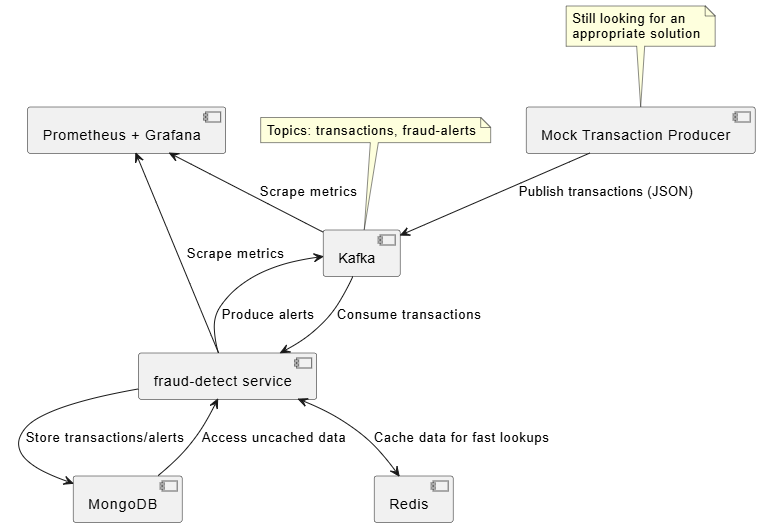 Still looking for an
appropriate solution
Prometheus + Grafana
Topics: transactions, fraud-alerts
Mock Transaction Producer
Scrape metrics
Publish transactions (JSON)
Kafka
Scrape metrics
Produce alerts
Consume transactions
fraud-detect service
Store transactions/alerts
Access uncached data
Cache data for fast lookups
MongoDB
Redis